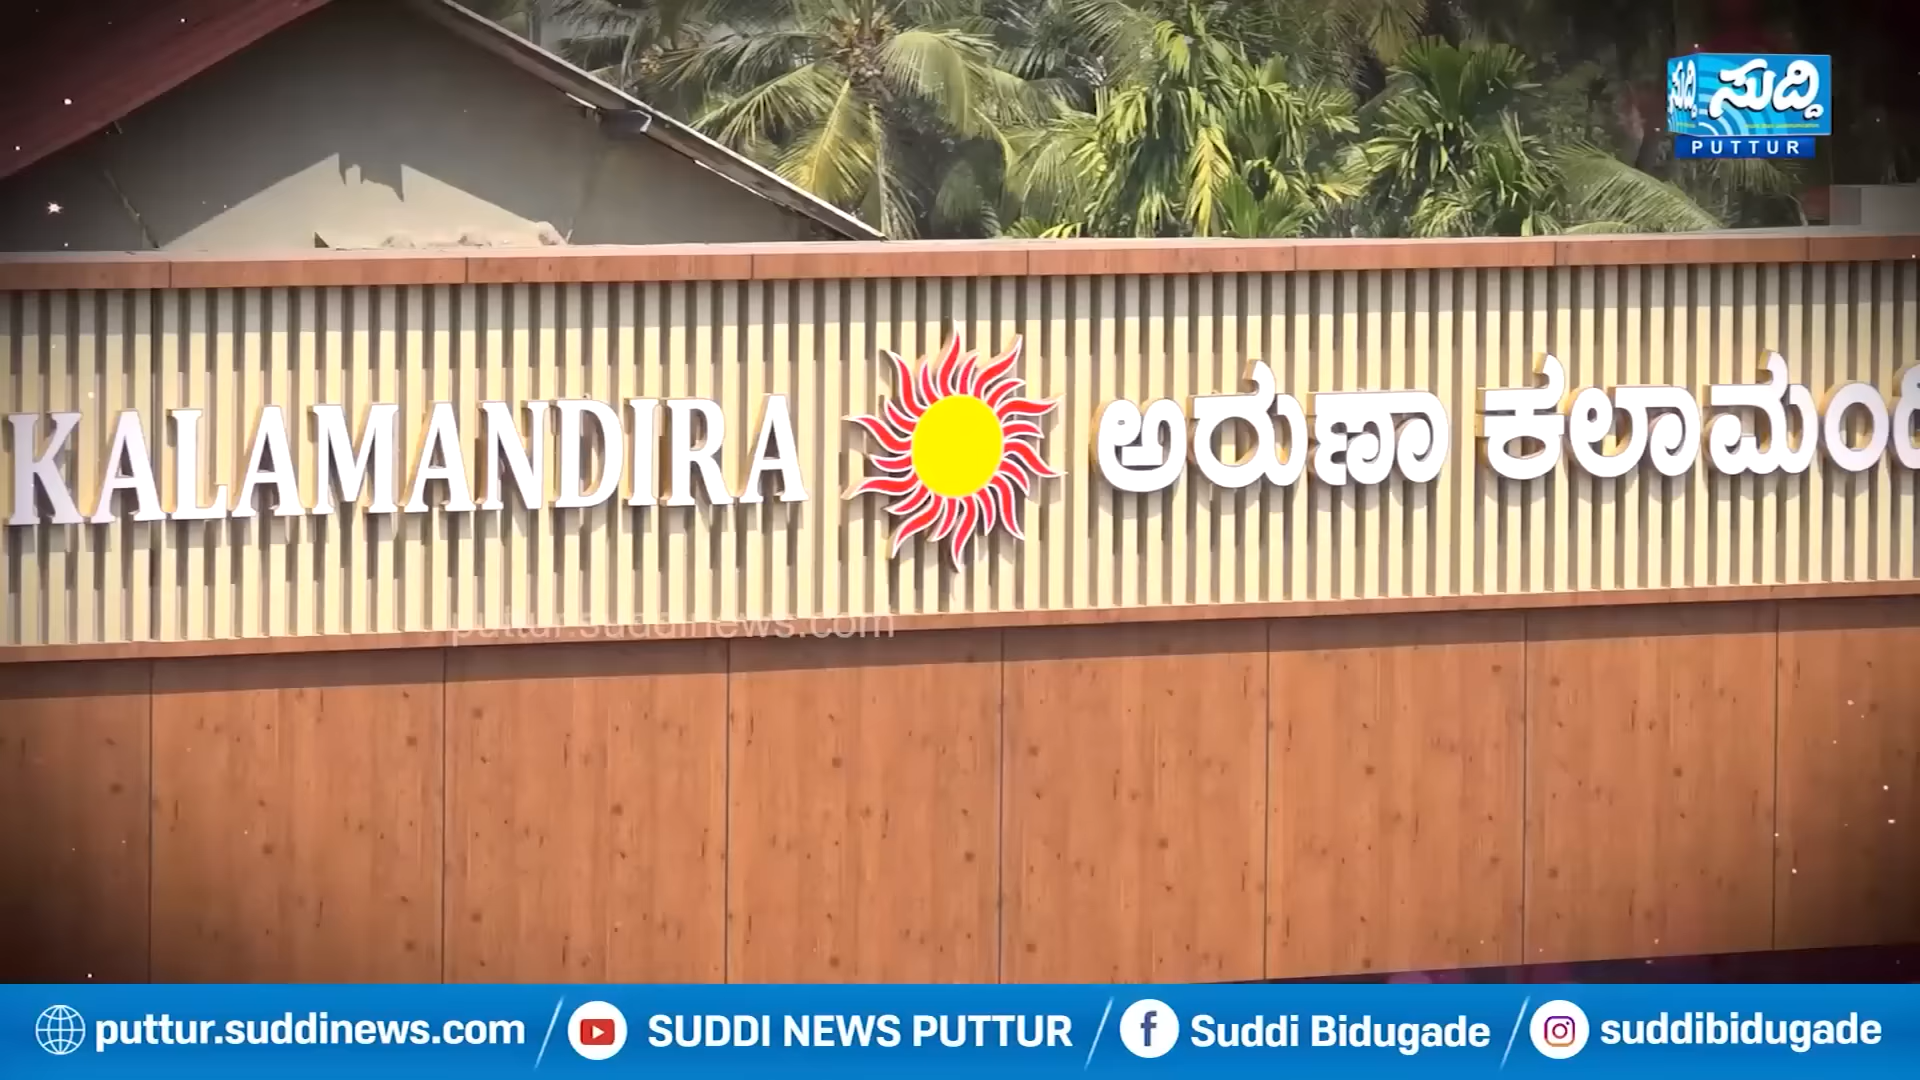 ಸುದ್ದಿ
ಸುದ್ದಿ
PUTTUR
KALAMANDIRA
ಅರುಣಾ ಕಲಾಮಂದಿ
puttur.suddinews.com
puttur.suddinews.com
SUDDI NEWS PUTTUR
Suddi Bidugade
suddibidugade